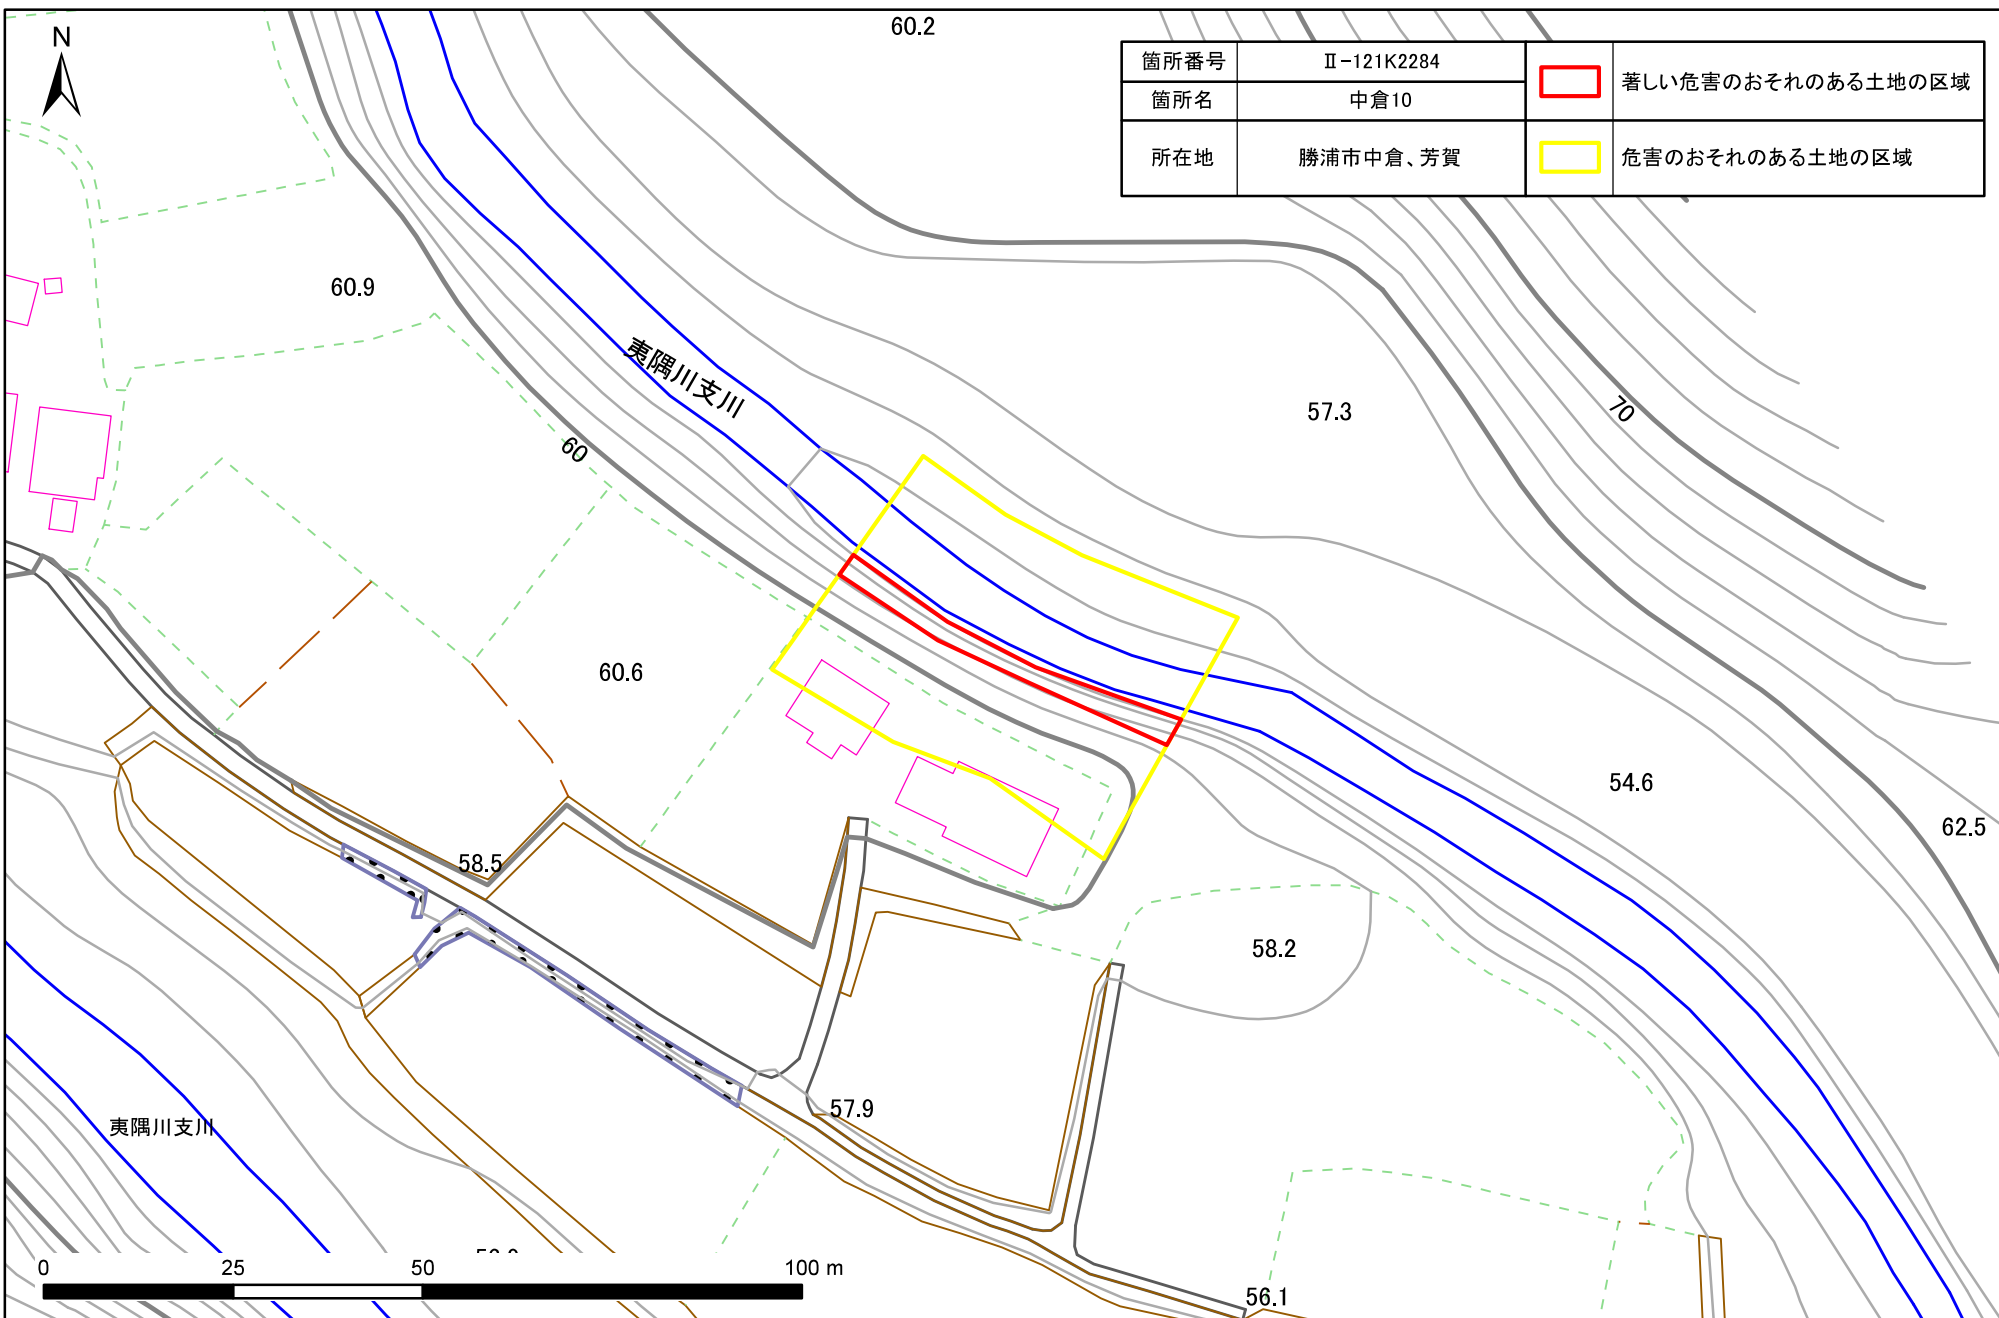 N
60.2
箇所番号 Ⅱ-121K2284
箇所名 中倉10
所在地 勝浦市中倉、芳賀
著しい危害のおそれのある土地の区域
危害のおそれのある土地の区域
60.9
夷隅川支川
57.3
70
60
60.6
54.6
62.5
58.5
58.2
57.9
夷隅川支川
0 25 50 100 m
56.1